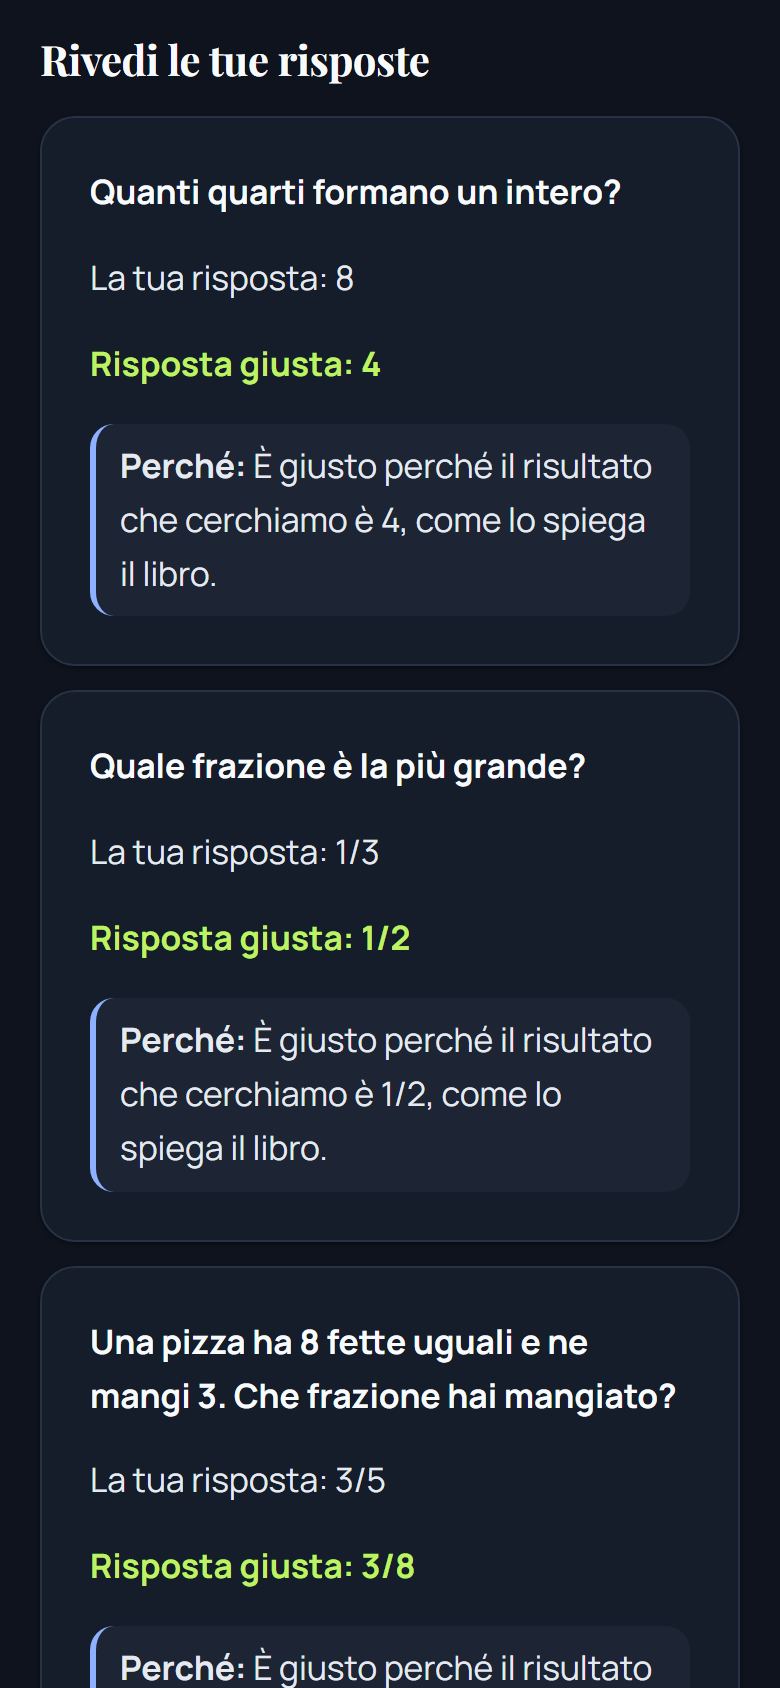 Rivedi le tue risposte
Quanti quarti formano un intero?
La tua risposta: 8
Risposta giusta: 4
Perché: È giusto perché il risultato
che cerchiamo è 4, come lo spiega
il libro.
Quale frazione è la più grande?
La tua risposta: 1/3
Risposta giusta: 1/2
Perché: È giusto perché il risultato
che cerchiamo è 1/2, come lo
spiega il libro.
Una pizza ha 8 fette uguali e ne
mangi 3. Che frazione hai mangiato?
La tua risposta: 3/5
Risposta giusta: 3/8
Perché: È giusto perché il risultato